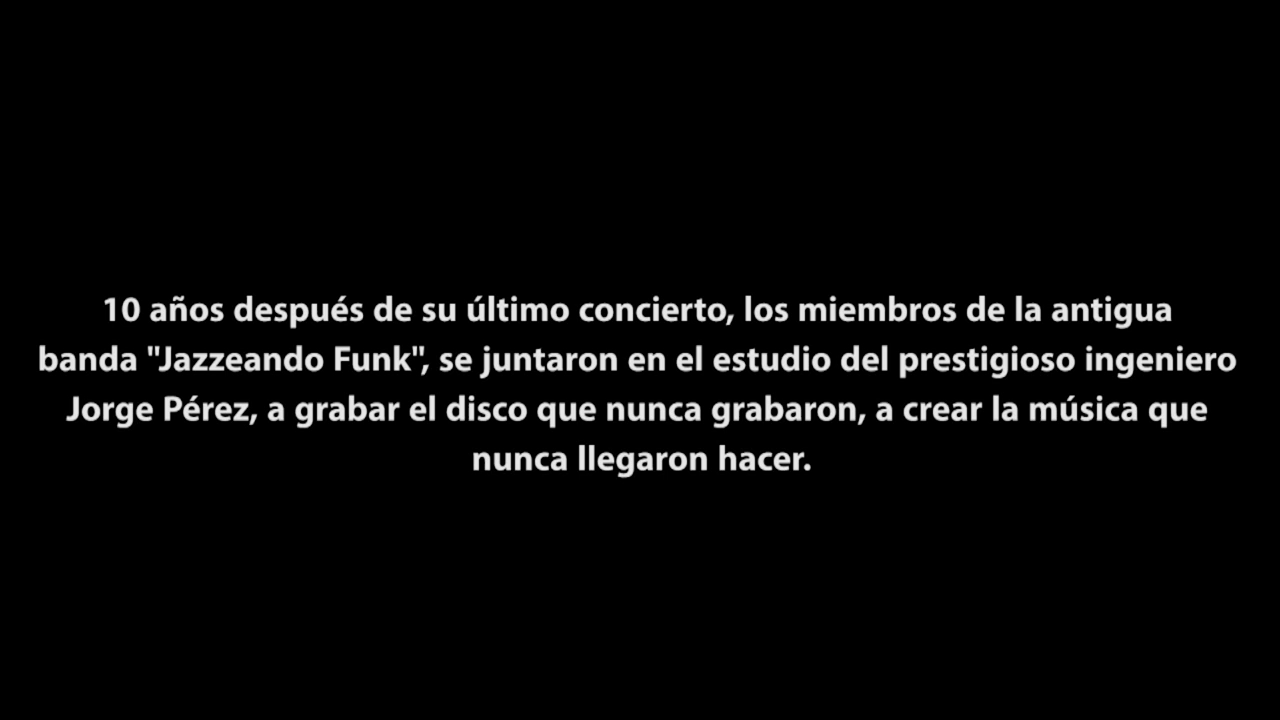 10 años después de su último concierto, los miembros de la antigua
banda "Jazzeando Funk", se juntaron en el estudio del prestigioso ingeniero
Jorge Pérez, a grabar el disco que nunca grabaron, a crear la música que
nunca llegaron hacer.